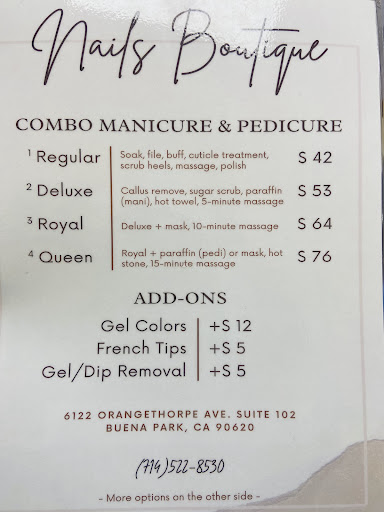 Nails Boutique
COMBO MANICURE & PEDICURE
1 Regular Soak, file, buff, cuticle treatment, $ 42
scrub heels, massage, polish
2 Deluxe Callus remove, sugar scrub, paraffin $ 53
(mani), hot towel, 5-minute massage
3 Royal Deluxe + mask, 10-minute massage $ 64
4 Queen Royal + paraffin (pedi) or mask, hot $ 76
stone, 15-minute massage
ADD-ONS
Gel Colors +$ 12
French Tips +$ 5
Gel/Dip Removal +$ 5
6122 ORANGETHORPE AVE. SUITE 102
BUENA PARK, CA 90620
(714)522-8530
- More options on the other side -